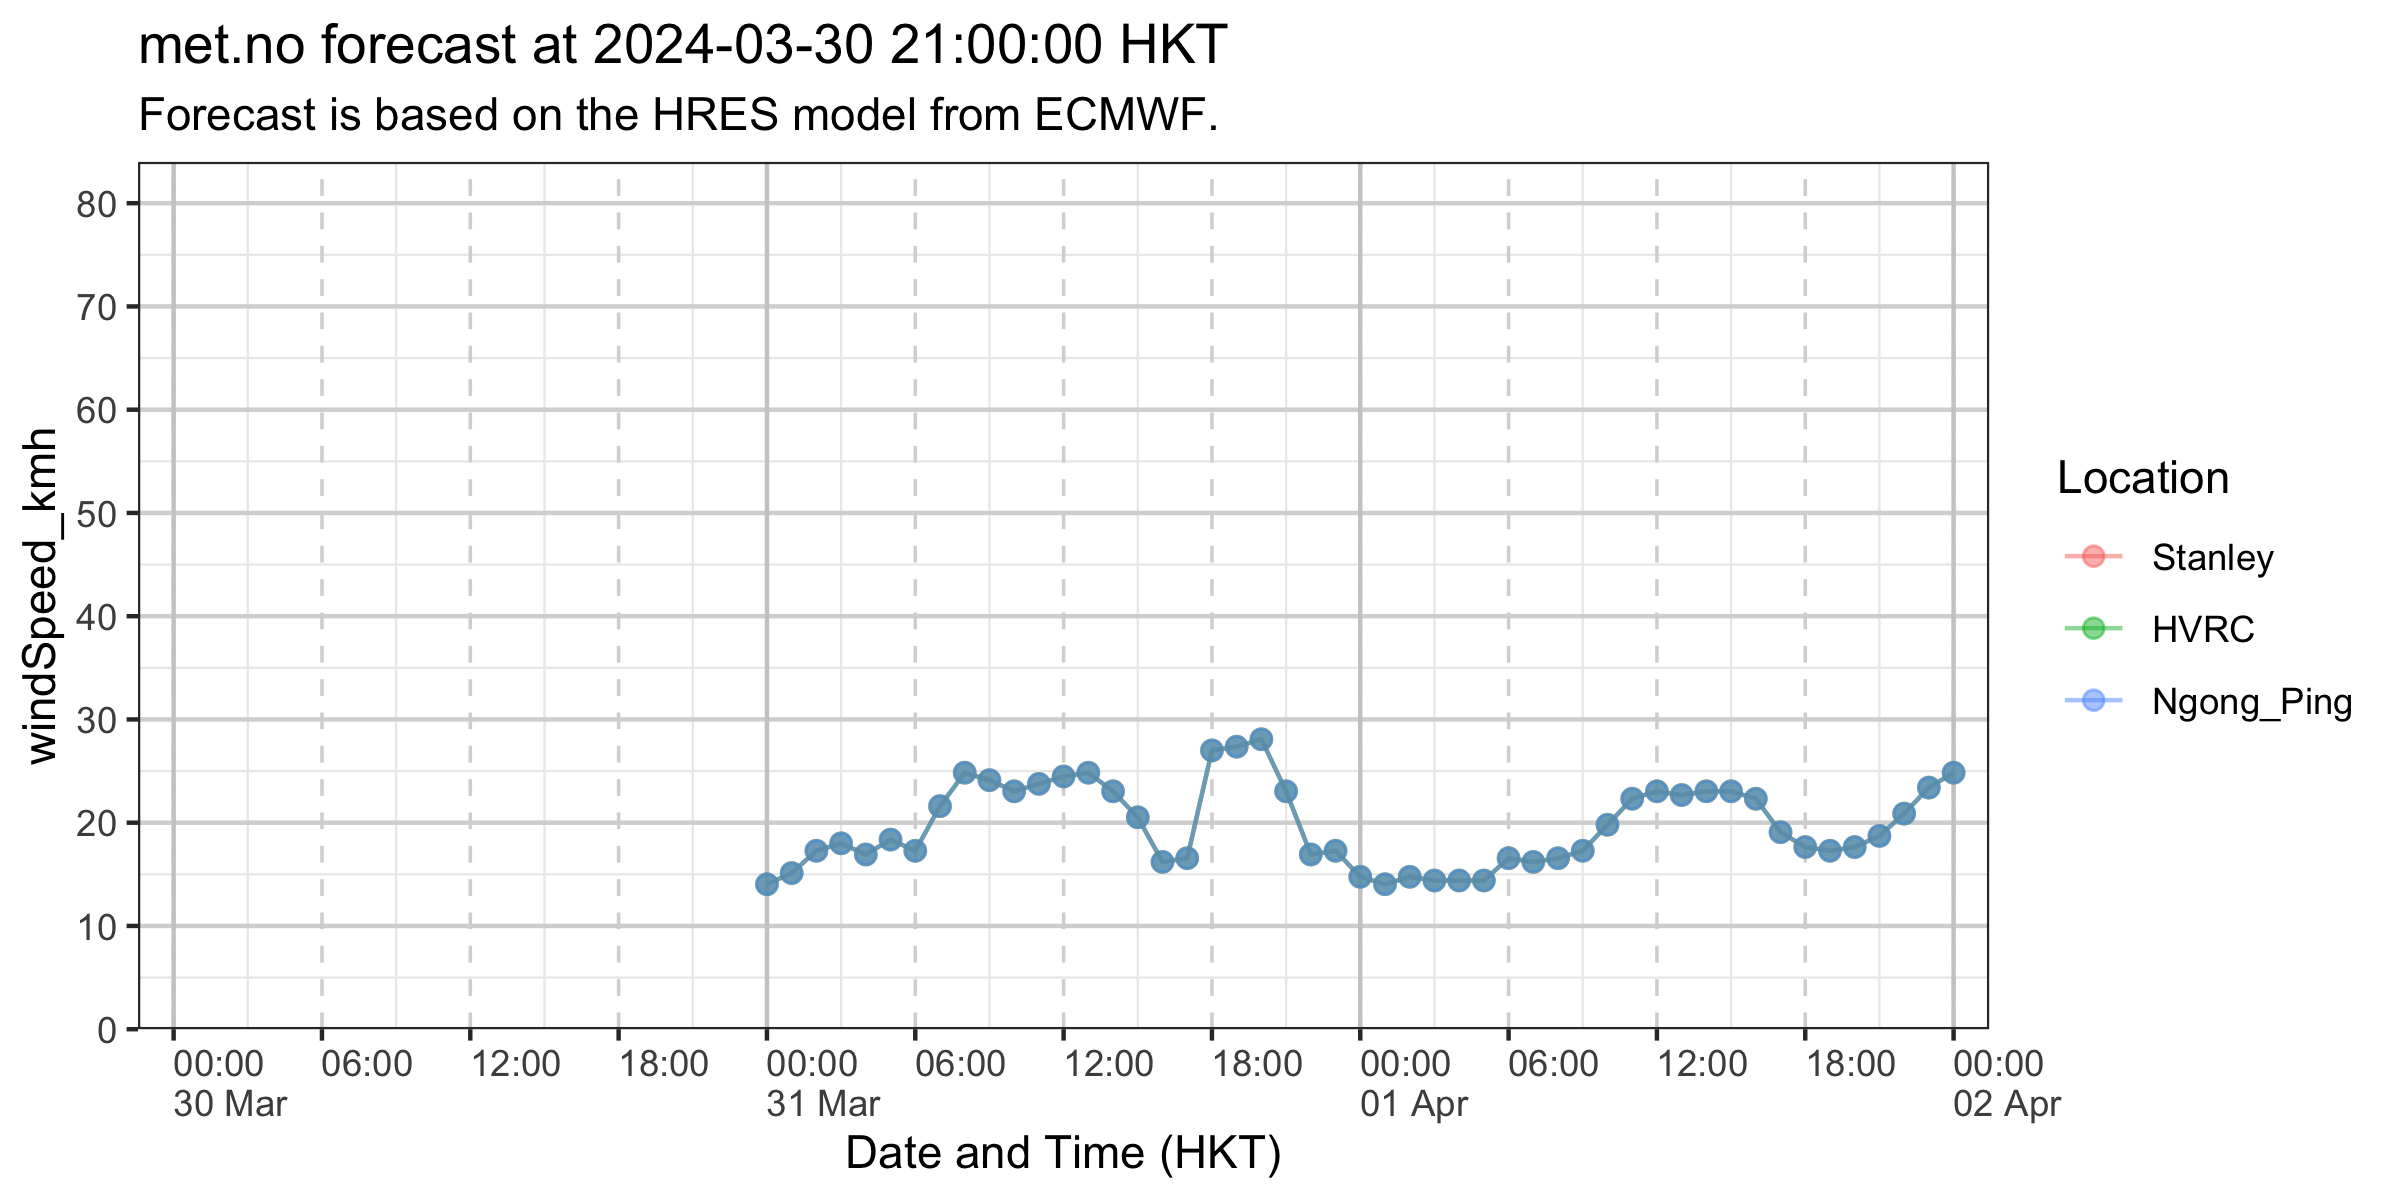 met.no forecast at 2024-03-30 21:00:00 HKT
Forecast is based on the HRES model from ECMWF.
windSpeed_kmh
80
70
60
50
40
30
20
10
0
00:00 06:00 12:00 18:00 00:00 06:00 12:00 18:00 00:00 06:00 12:00 18:00 00:00
30 Mar 31 Mar 01 Apr 02 Apr
Date and Time (HKT)
Location
Stanley
HVRC
Ngong_Ping